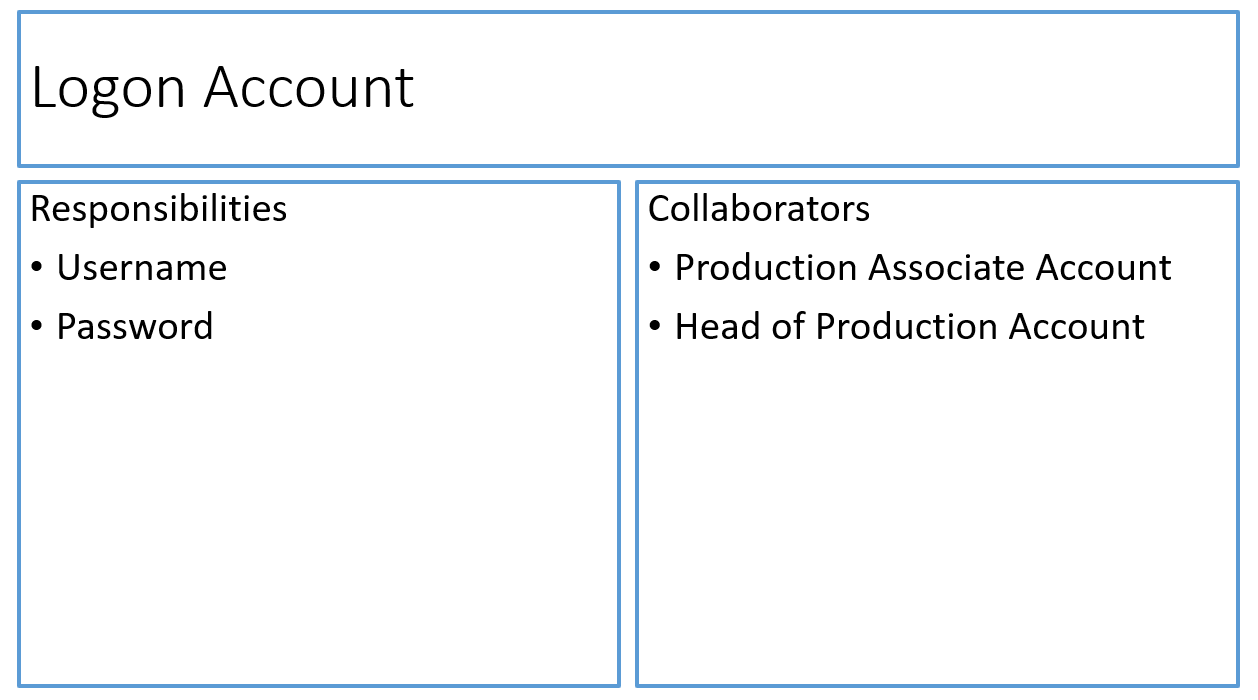 Logon Account
Responsibilities
• Username
• Password
Collaborators
• Production Associate Account
• Head of Production Account